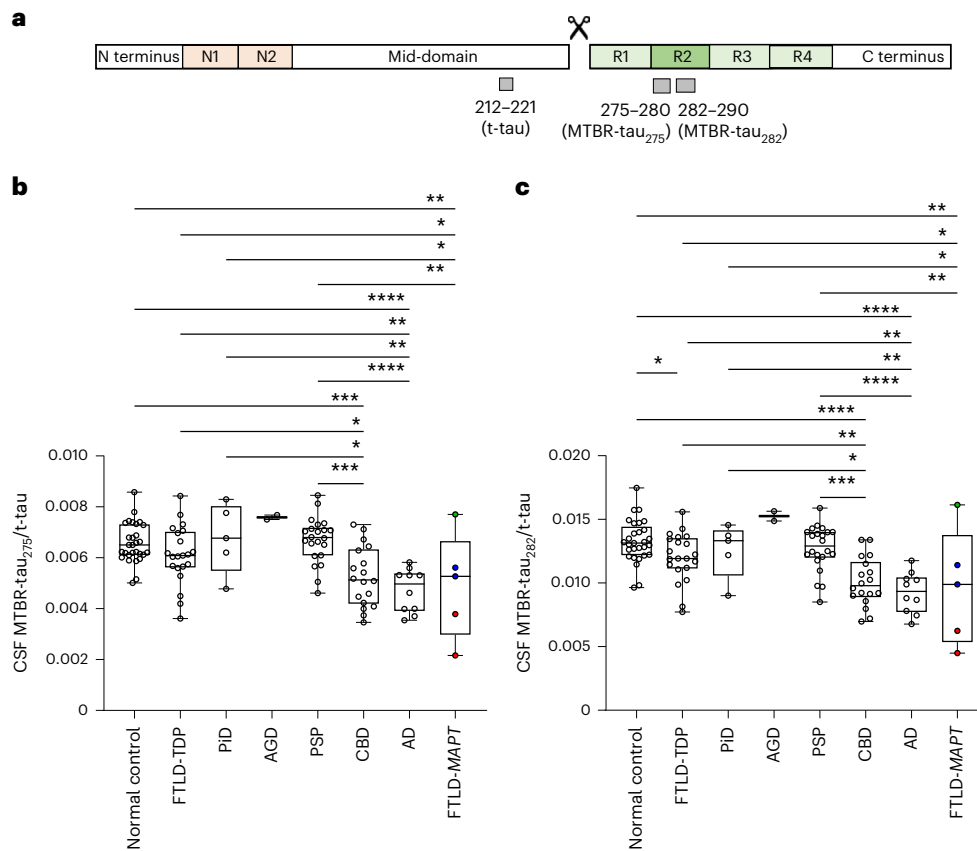 a
N terminus N1 N2 Mid-domain R1 R2 R3 R4 C terminus
212–221 275–280 282–290
(t-tau) (MTBR-tau275) (MTBR-tau282)
b
**
*
*
**
****
**
**
****
***
*
*
***
CSF MTBR-tau275/t-tau
0.010
0.008
0.006
0.004
0.002
0
Normal control
FTLD-TDP
PiD
AGD
PSP
CBD
AD
FTLD-MAPT
c
**
*
*
**
****
**
**
*
****
****
**
*
***
CSF MTBR-tau282/t-tau
0.020
0.015
0.010
0.005
0
Normal control
FTLD-TDP
PiD
AGD
PSP
CBD
AD
FTLD-MAPT